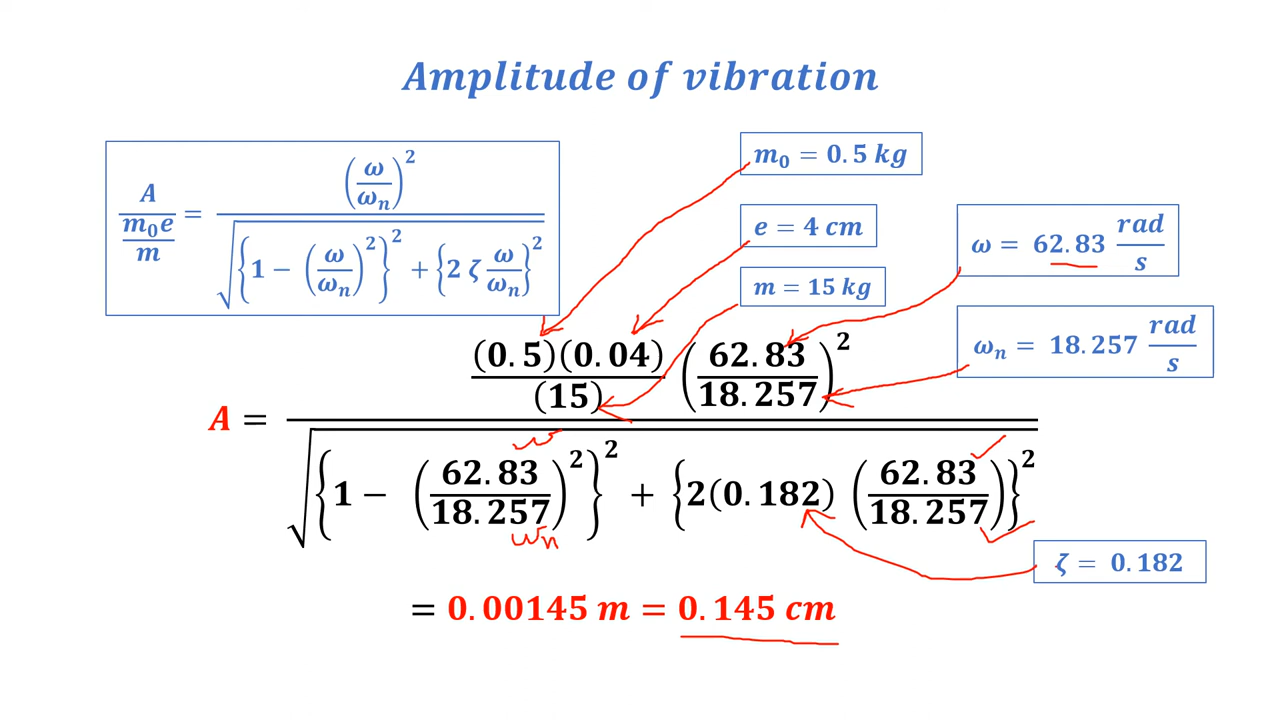 Amplitude of vibration
A / (m₀e / m) = (ω/ωₙ)² / √({1 − (ω/ωₙ)²}² + {2 ζ ω/ωₙ}²)
m₀ = 0.5 kg
e = 4 cm
m = 15 kg
ω = 62.83 rad/s
ωₙ = 18.257 rad/s
A = ((0.5)(0.04) / (15)) (62.83/18.257)² / √({1 − (62.83/18.257)²}² + {2(0.182) (62.83/18.257)}²)
ω
ωₙ
ζ = 0.182
= 0.00145 m = 0.145 cm